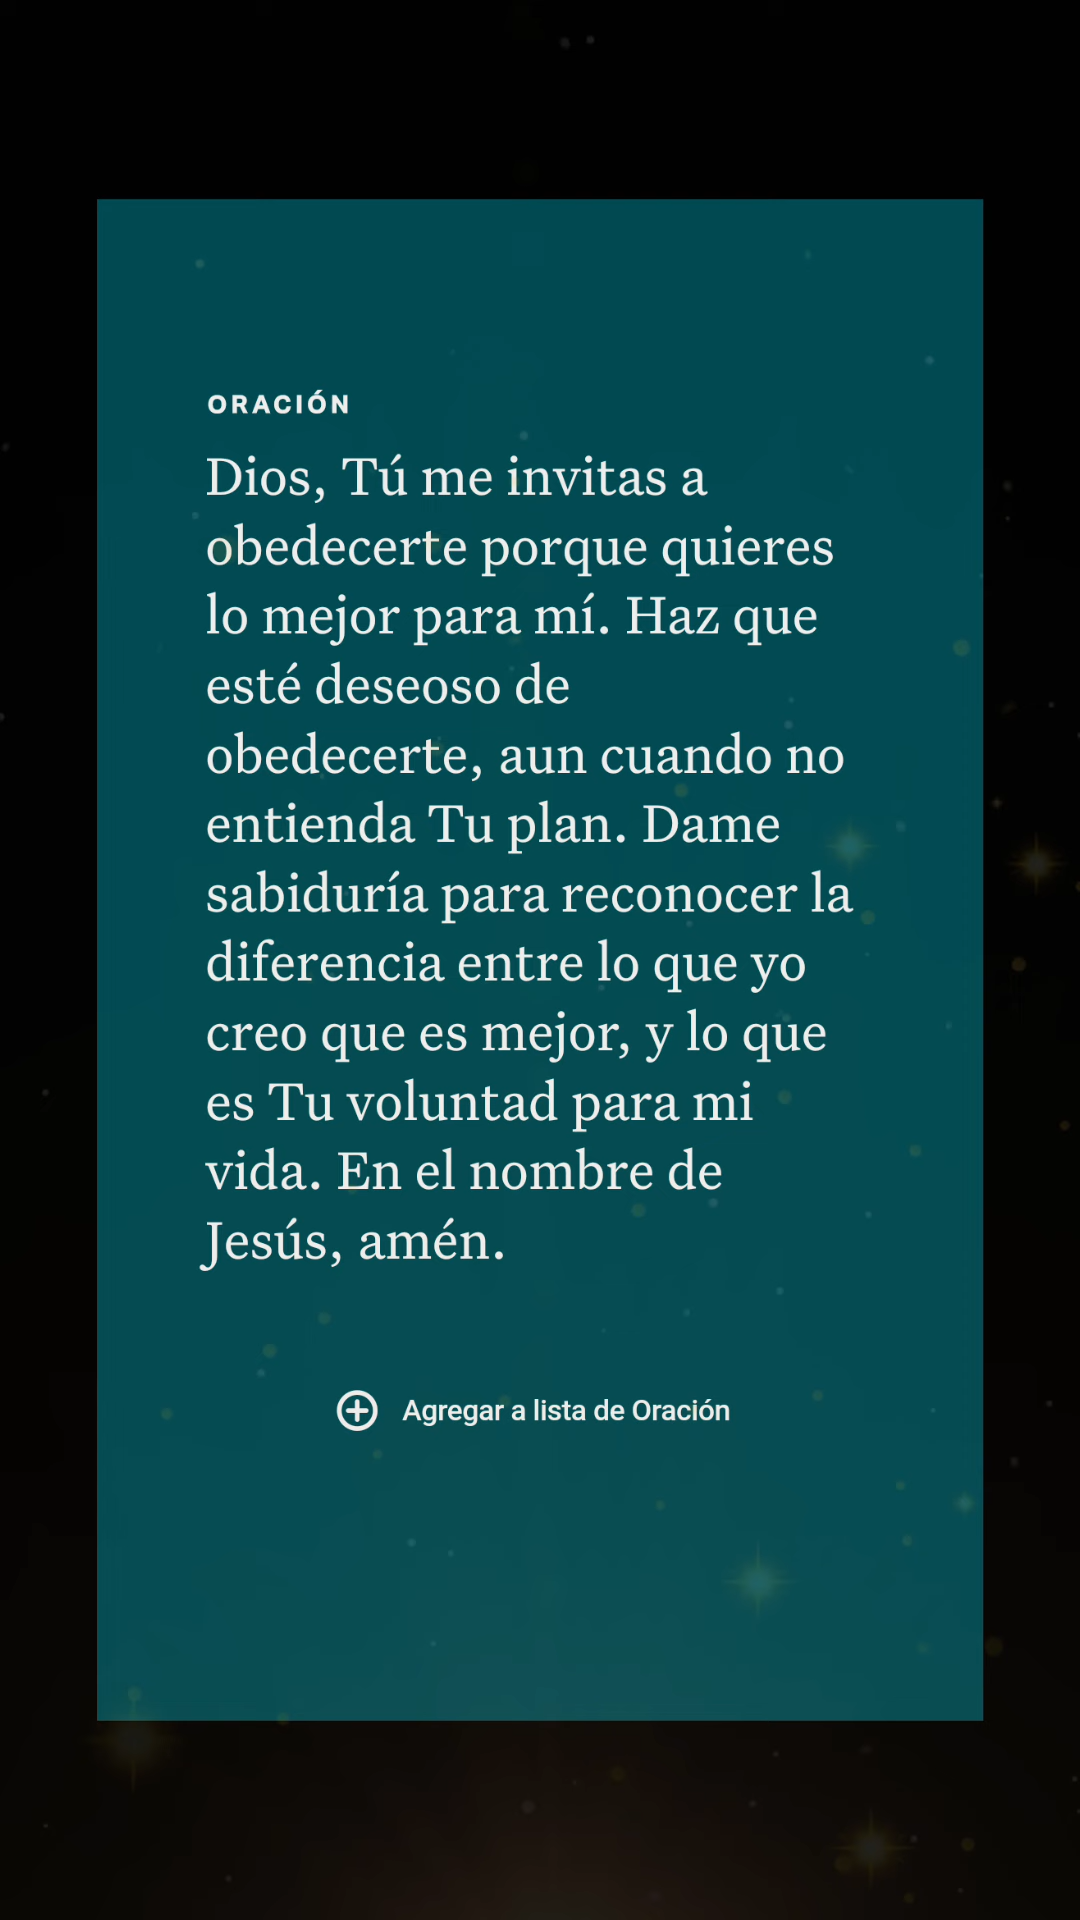 ORACIÓN
Dios, Tú me invitas a
obedecerte porque quieres
lo mejor para mí. Haz que
esté deseoso de
obedecerte, aun cuando no
entienda Tu plan. Dame
sabiduría para reconocer la
diferencia entre lo que yo
creo que es mejor, y lo que
es Tu voluntad para mi
vida. En el nombre de
Jesús, amén.
Agregar a lista de Oración